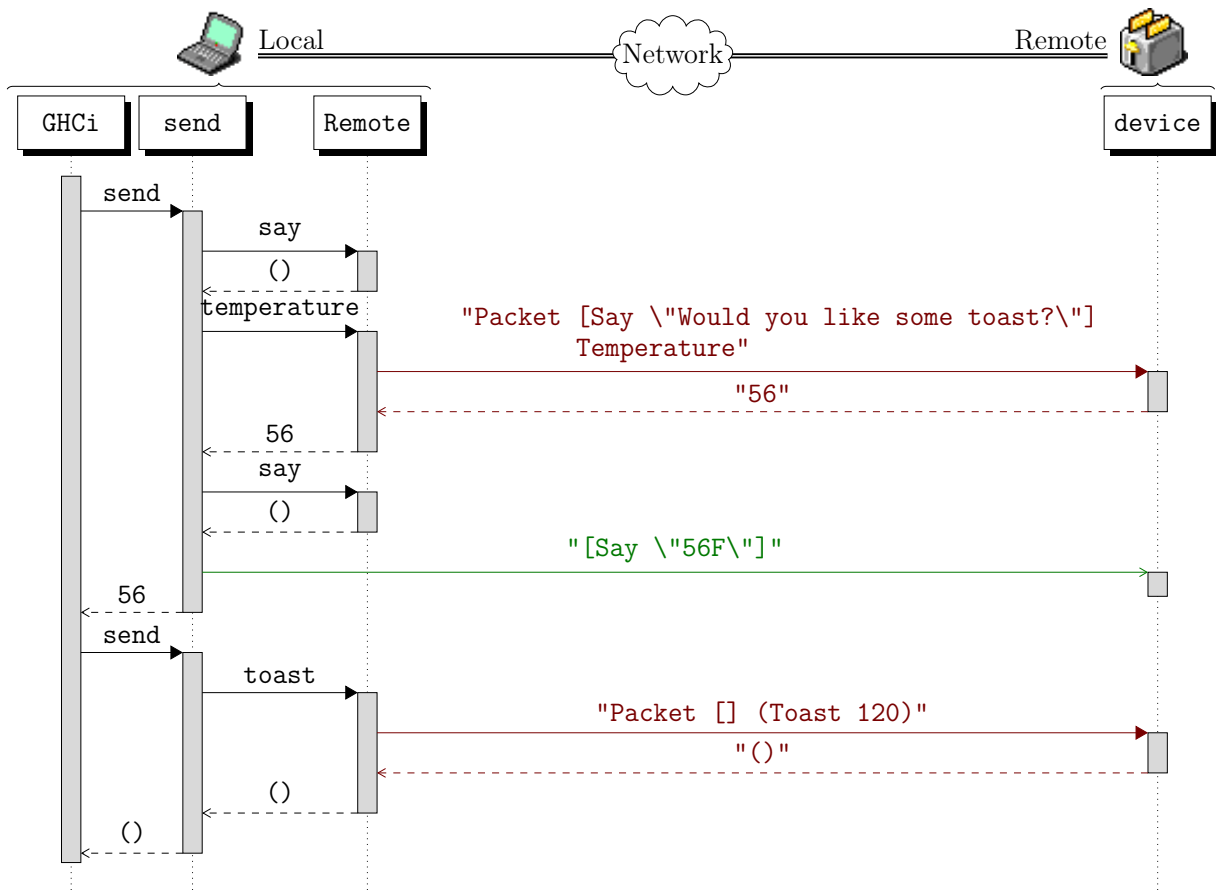 Local
Network
Remote
GHCi
send
Remote
device
send
say
()
temperature
"Packet [Say \"Would you like some toast?\"]
Temperature"
"56"
56
say
()
"[Say \"56F\"]"
56
send
toast
"Packet [] (Toast 120)"
"()"
()
()